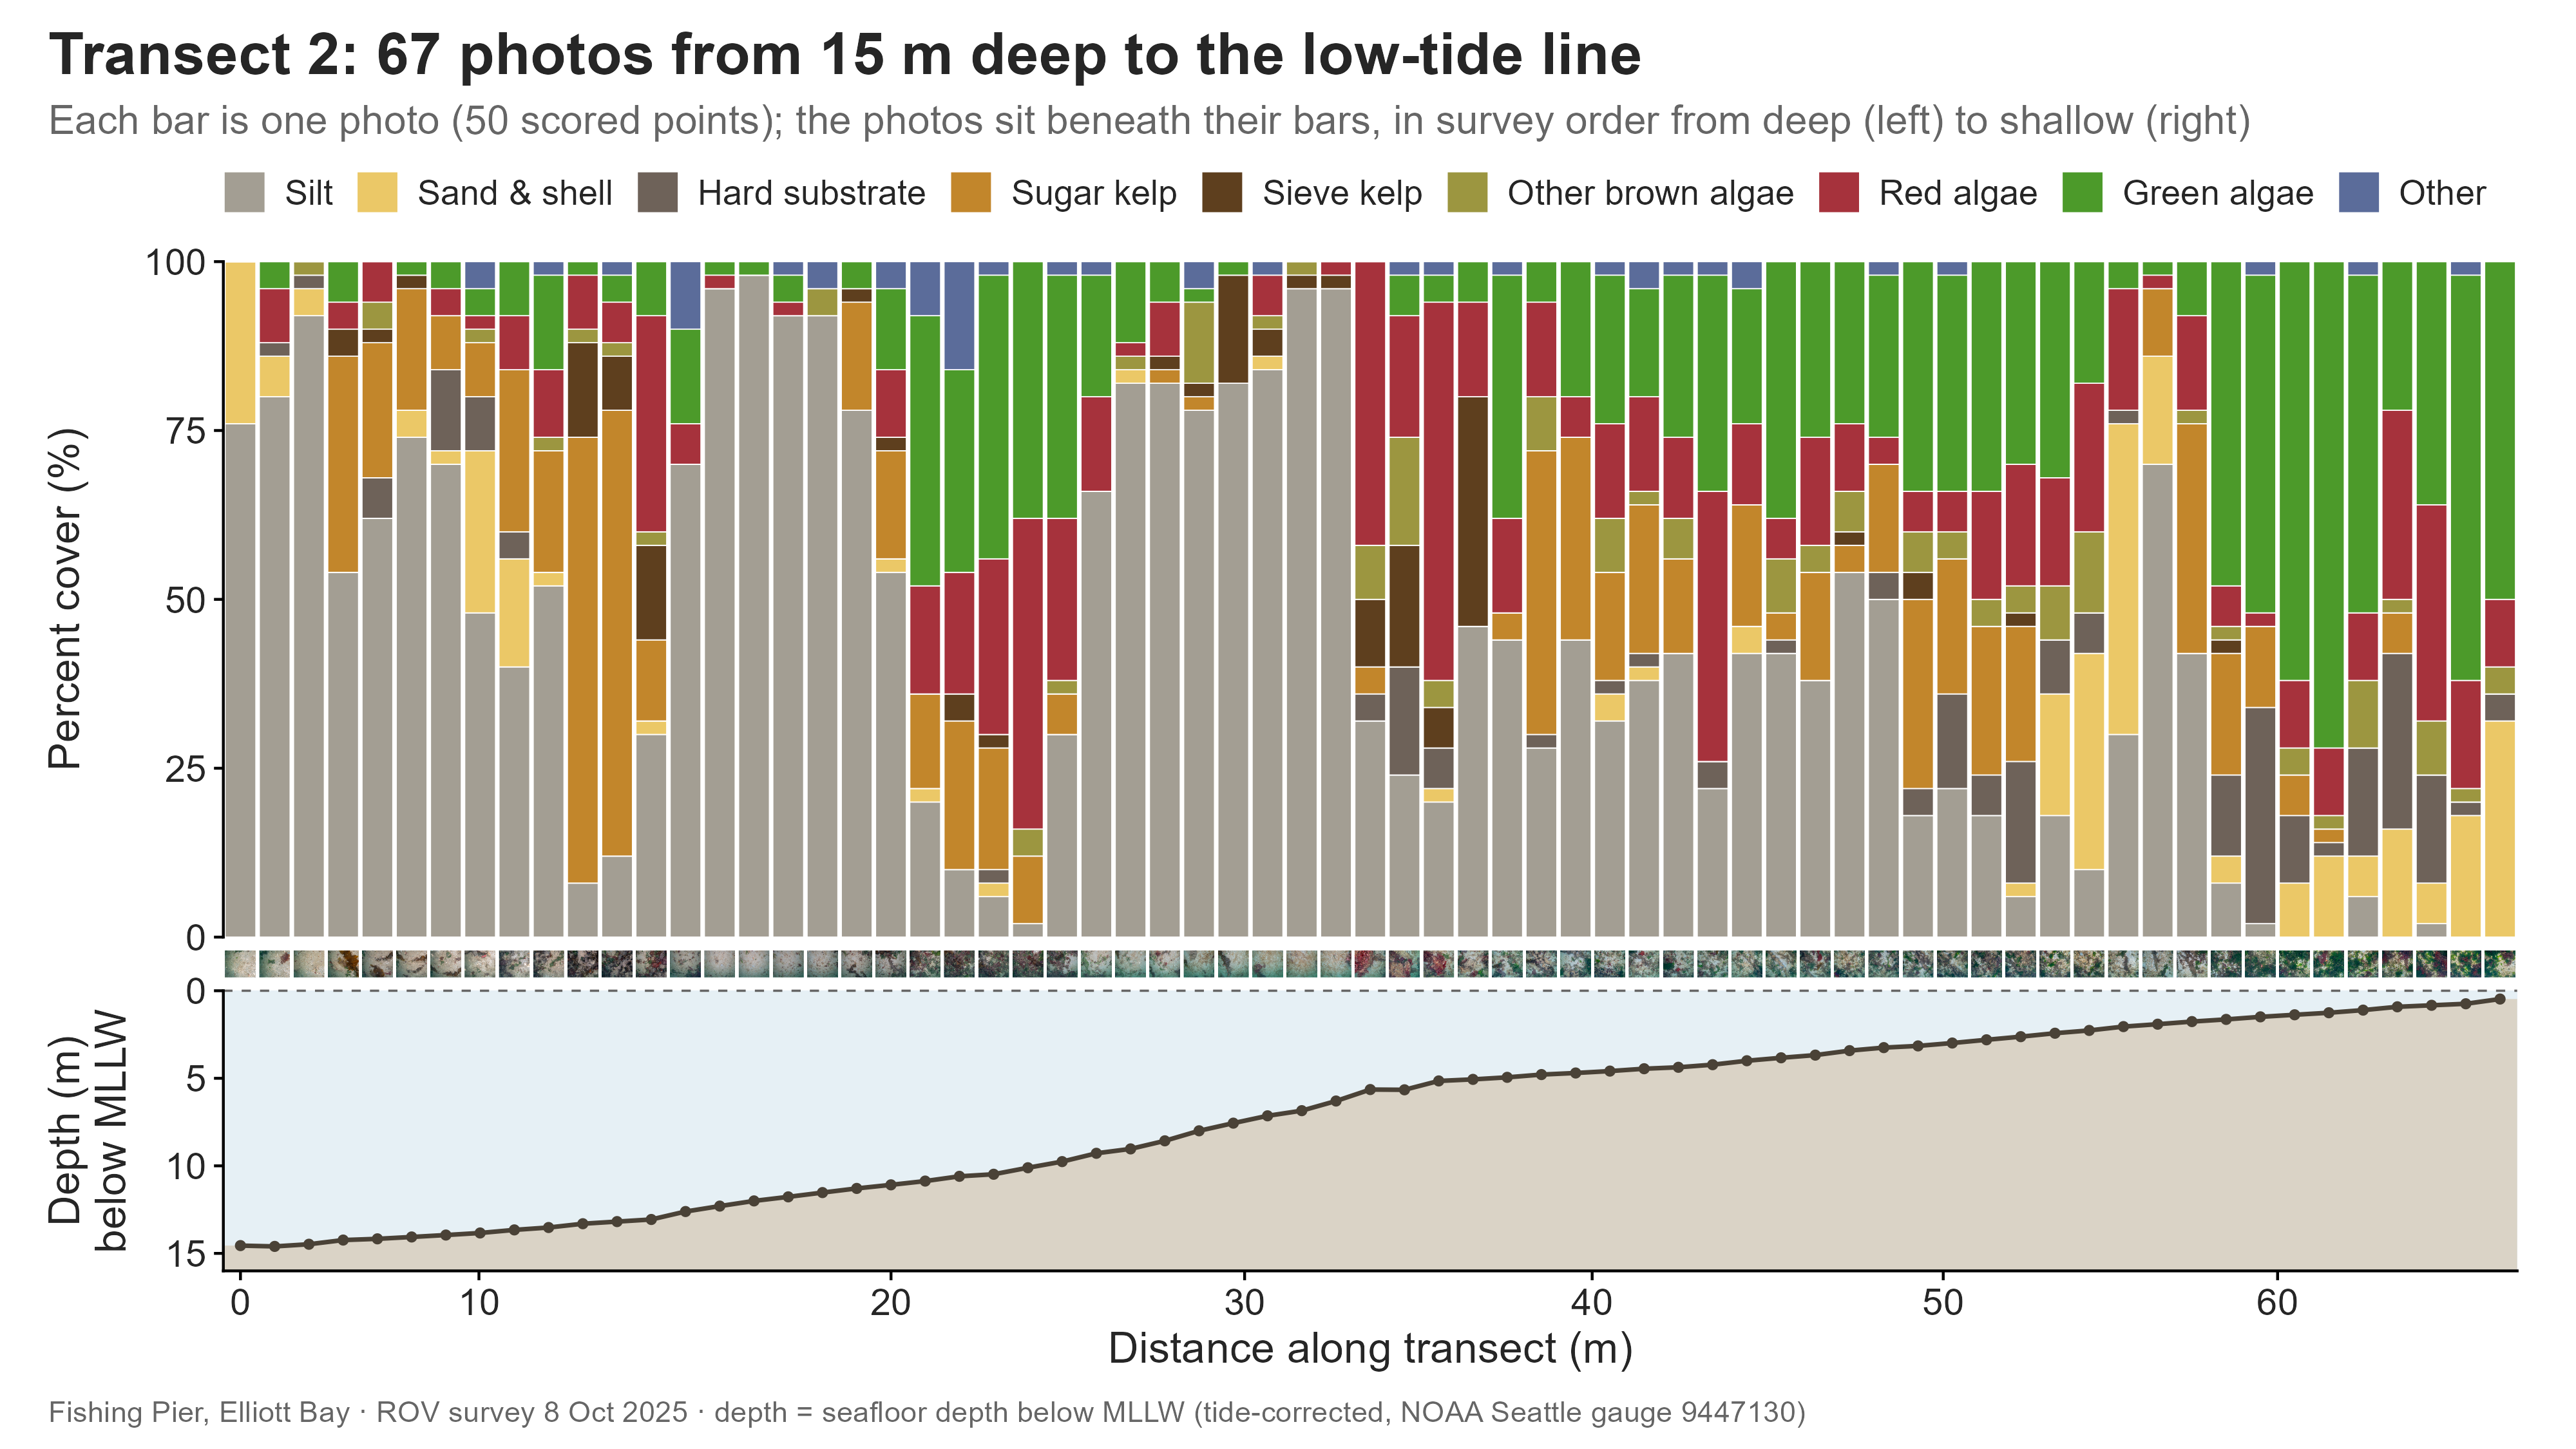 Transect 2: 67 photos from 15 m deep to the low-tide line
Each bar is one photo (50 scored points); the photos sit beneath their bars, in survey order from deep (left) to shallow (right)
Silt Sand & shell Hard substrate Sugar kelp Sieve kelp Other brown algae Red algae Green algae Other
Percent cover (%)
100
75
50
25
0
Depth (m)
below MLLW
0
5
10
15
0 10 20 30 40 50 60
Distance along transect (m)
Fishing Pier, Elliott Bay · ROV survey 8 Oct 2025 · depth = seafloor depth below MLLW (tide-corrected, NOAA Seattle gauge 9447130)